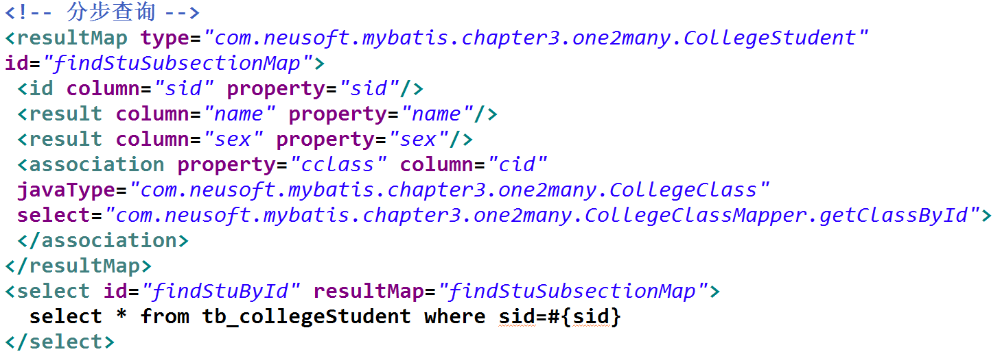 <!-- 分步查询 -->
<resultMap type="com.neusoft.mybatis.chapter3.one2many.CollegeStudent"
id="findStuSubsectionMap">
<id column="sid" property="sid"/>
<result column="name" property="name"/>
<result column="sex" property="sex"/>
<association property="cclass" column="cid"
javaType="com.neusoft.mybatis.chapter3.one2many.CollegeClass"
select="com.neusoft.mybatis.chapter3.one2many.CollegeClassMapper.getClassById">
</association>
</resultMap>
<select id="findStuById" resultMap="findStuSubsectionMap">
select * from tb_collegeStudent where sid=#{sid}
</select>